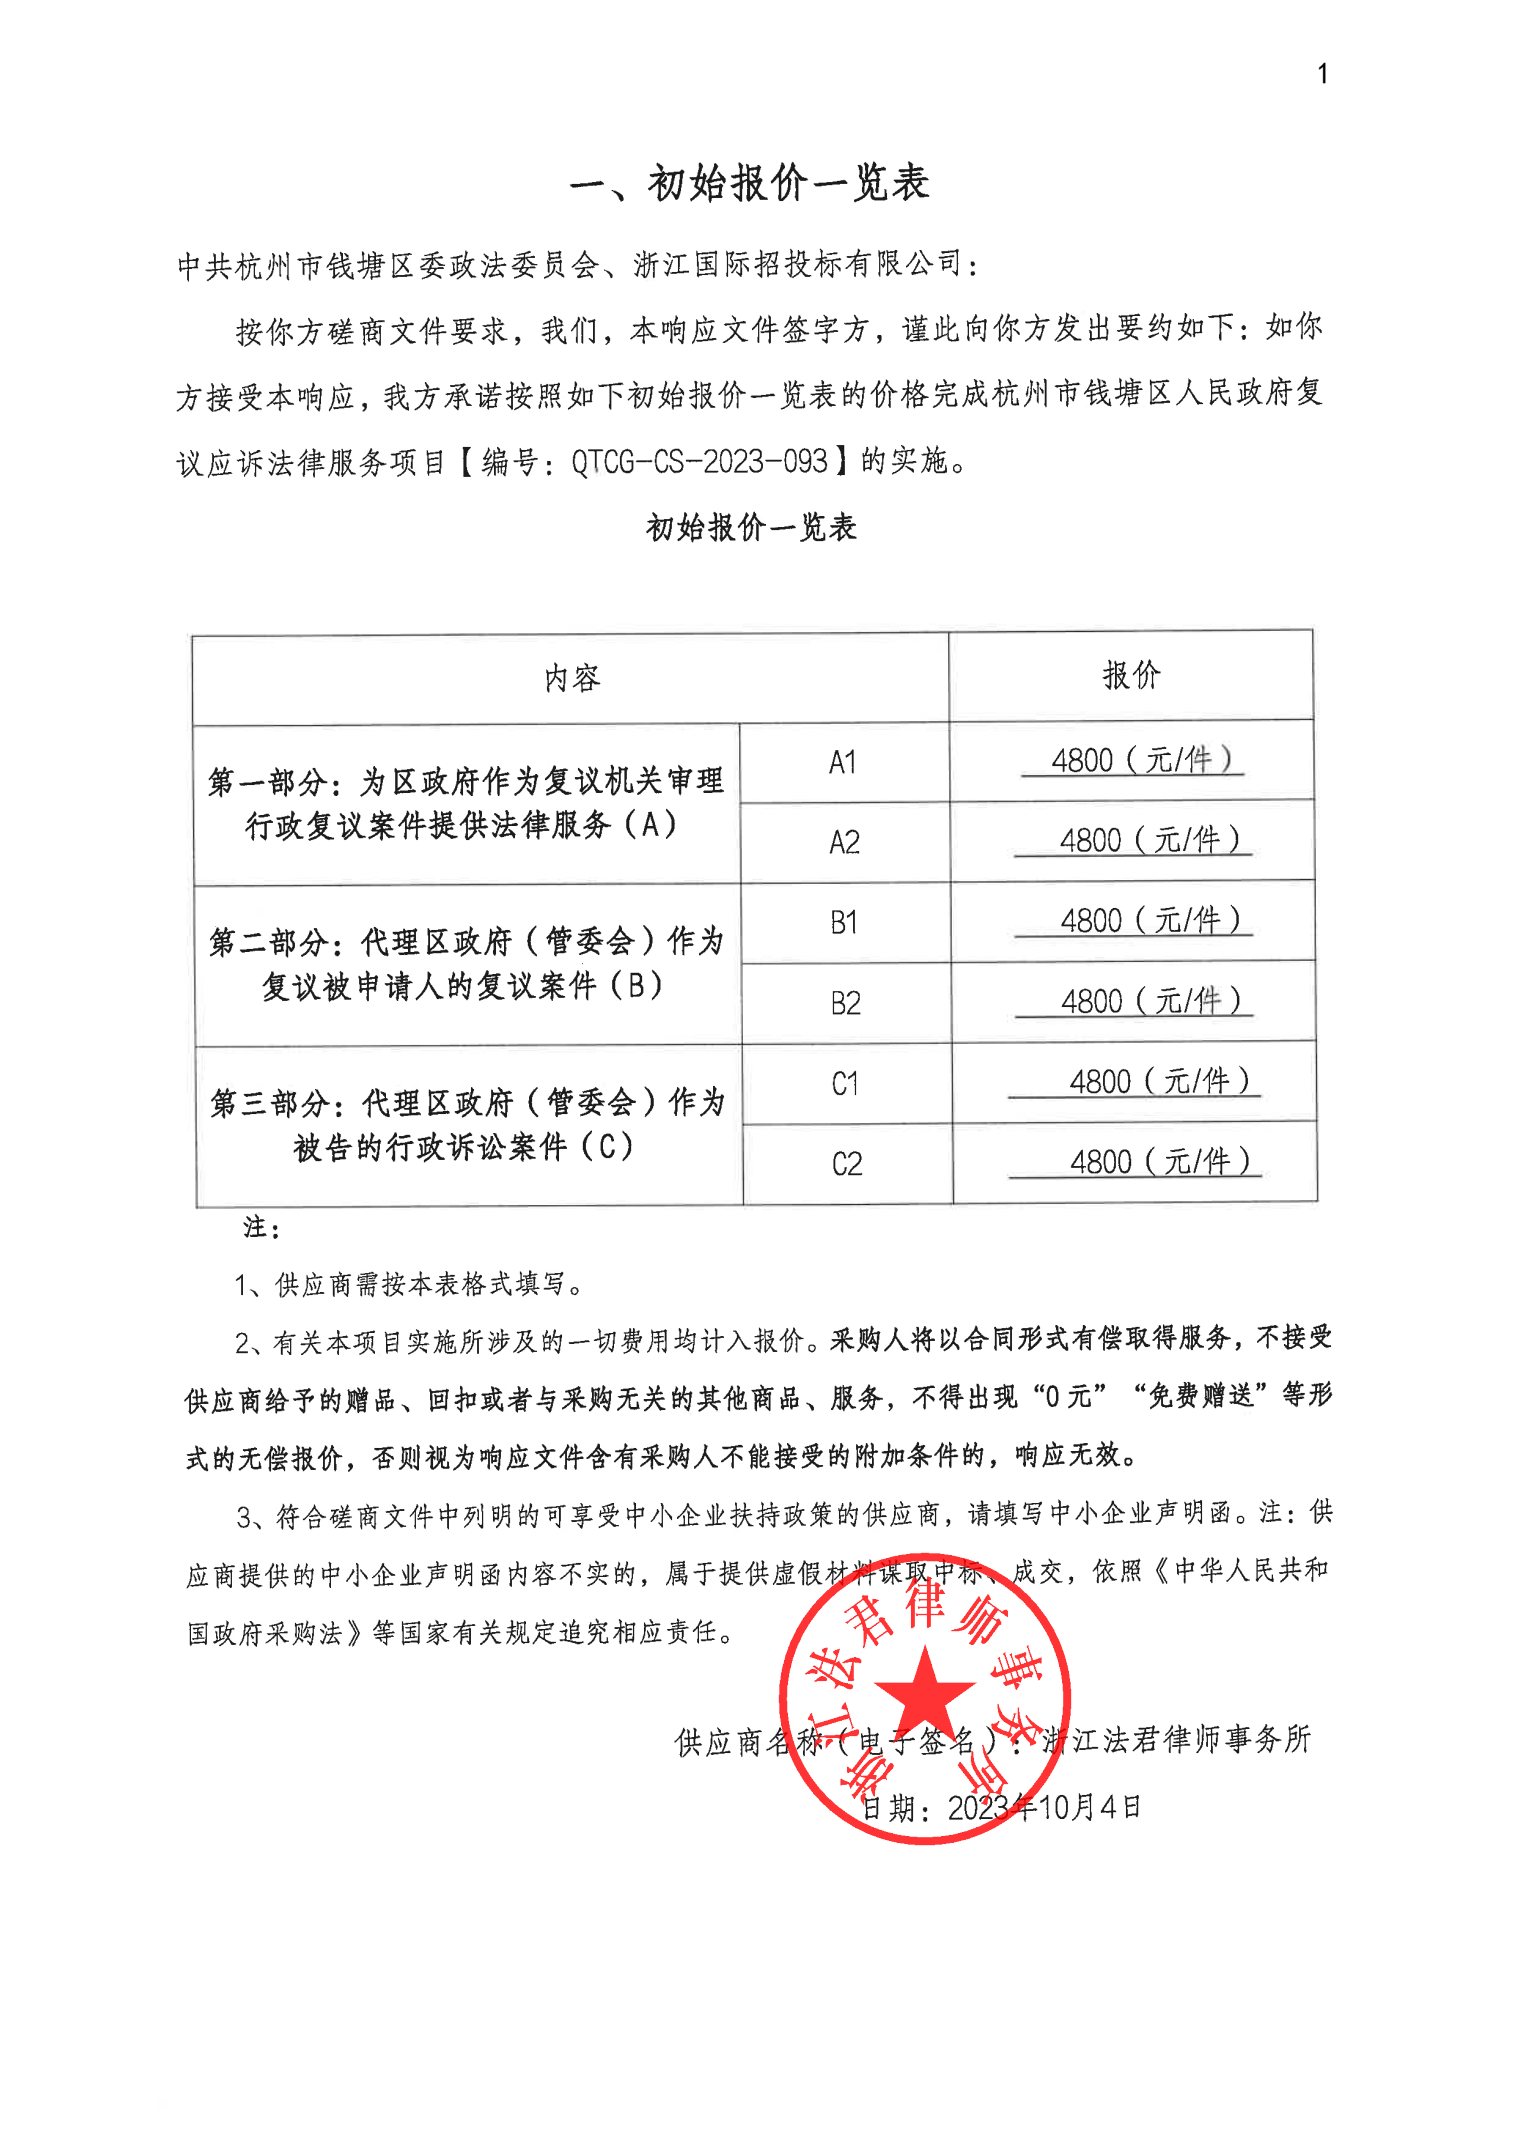 1
一、初始报价一览表
中共杭州市钱塘区委政法委员会、浙江国际招投标有限公司：
按你方磋商文件要求，我们，本响应文件签字方，谨此向你方发出要约如下：如你
方接受本响应，我方承诺按照如下初始报价一览表的价格完成杭州市钱塘区人民政府复
议应诉法律服务项目【编号：QTCG-CS-2023-093】的实施。
初始报价一览表
内容 报价
第一部分：为区政府作为复议机关审理
行政复议案件提供法律服务（A）
A1 4800（元/件）
A2 4800（元/件）
第二部分：代理区政府（管委会）作为
复议被申请人的复议案件（B）
B1 4800（元/件）
B2 4800（元/件）
第三部分：代理区政府（管委会）作为
被告的行政诉讼案件（C）
C1 4800（元/件）
C2 4800（元/件）
注：
1、供应商需按本表格式填写。
2、有关本项目实施所涉及的一切费用均计入报价。采购人将以合同形式有偿取得服务，不接受
供应商给予的赠品、回扣或者与采购无关的其他商品、服务，不得出现“0元”“免费赠送”等形
式的无偿报价，否则视为响应文件含有采购人不能接受的附加条件的，响应无效。
3、符合磋商文件中列明的可享受中小企业扶持政策的供应商，请填写中小企业声明函。注：供
应商提供的中小企业声明函内容不实的，属于提供虚假材料谋取中标、成交，依照《中华人民共和
国政府采购法》等国家有关规定追究相应责任。
供应商名称（电子签名）：浙江法君律师事务所
日期：2023年10月4日
浙江法君律师事务所